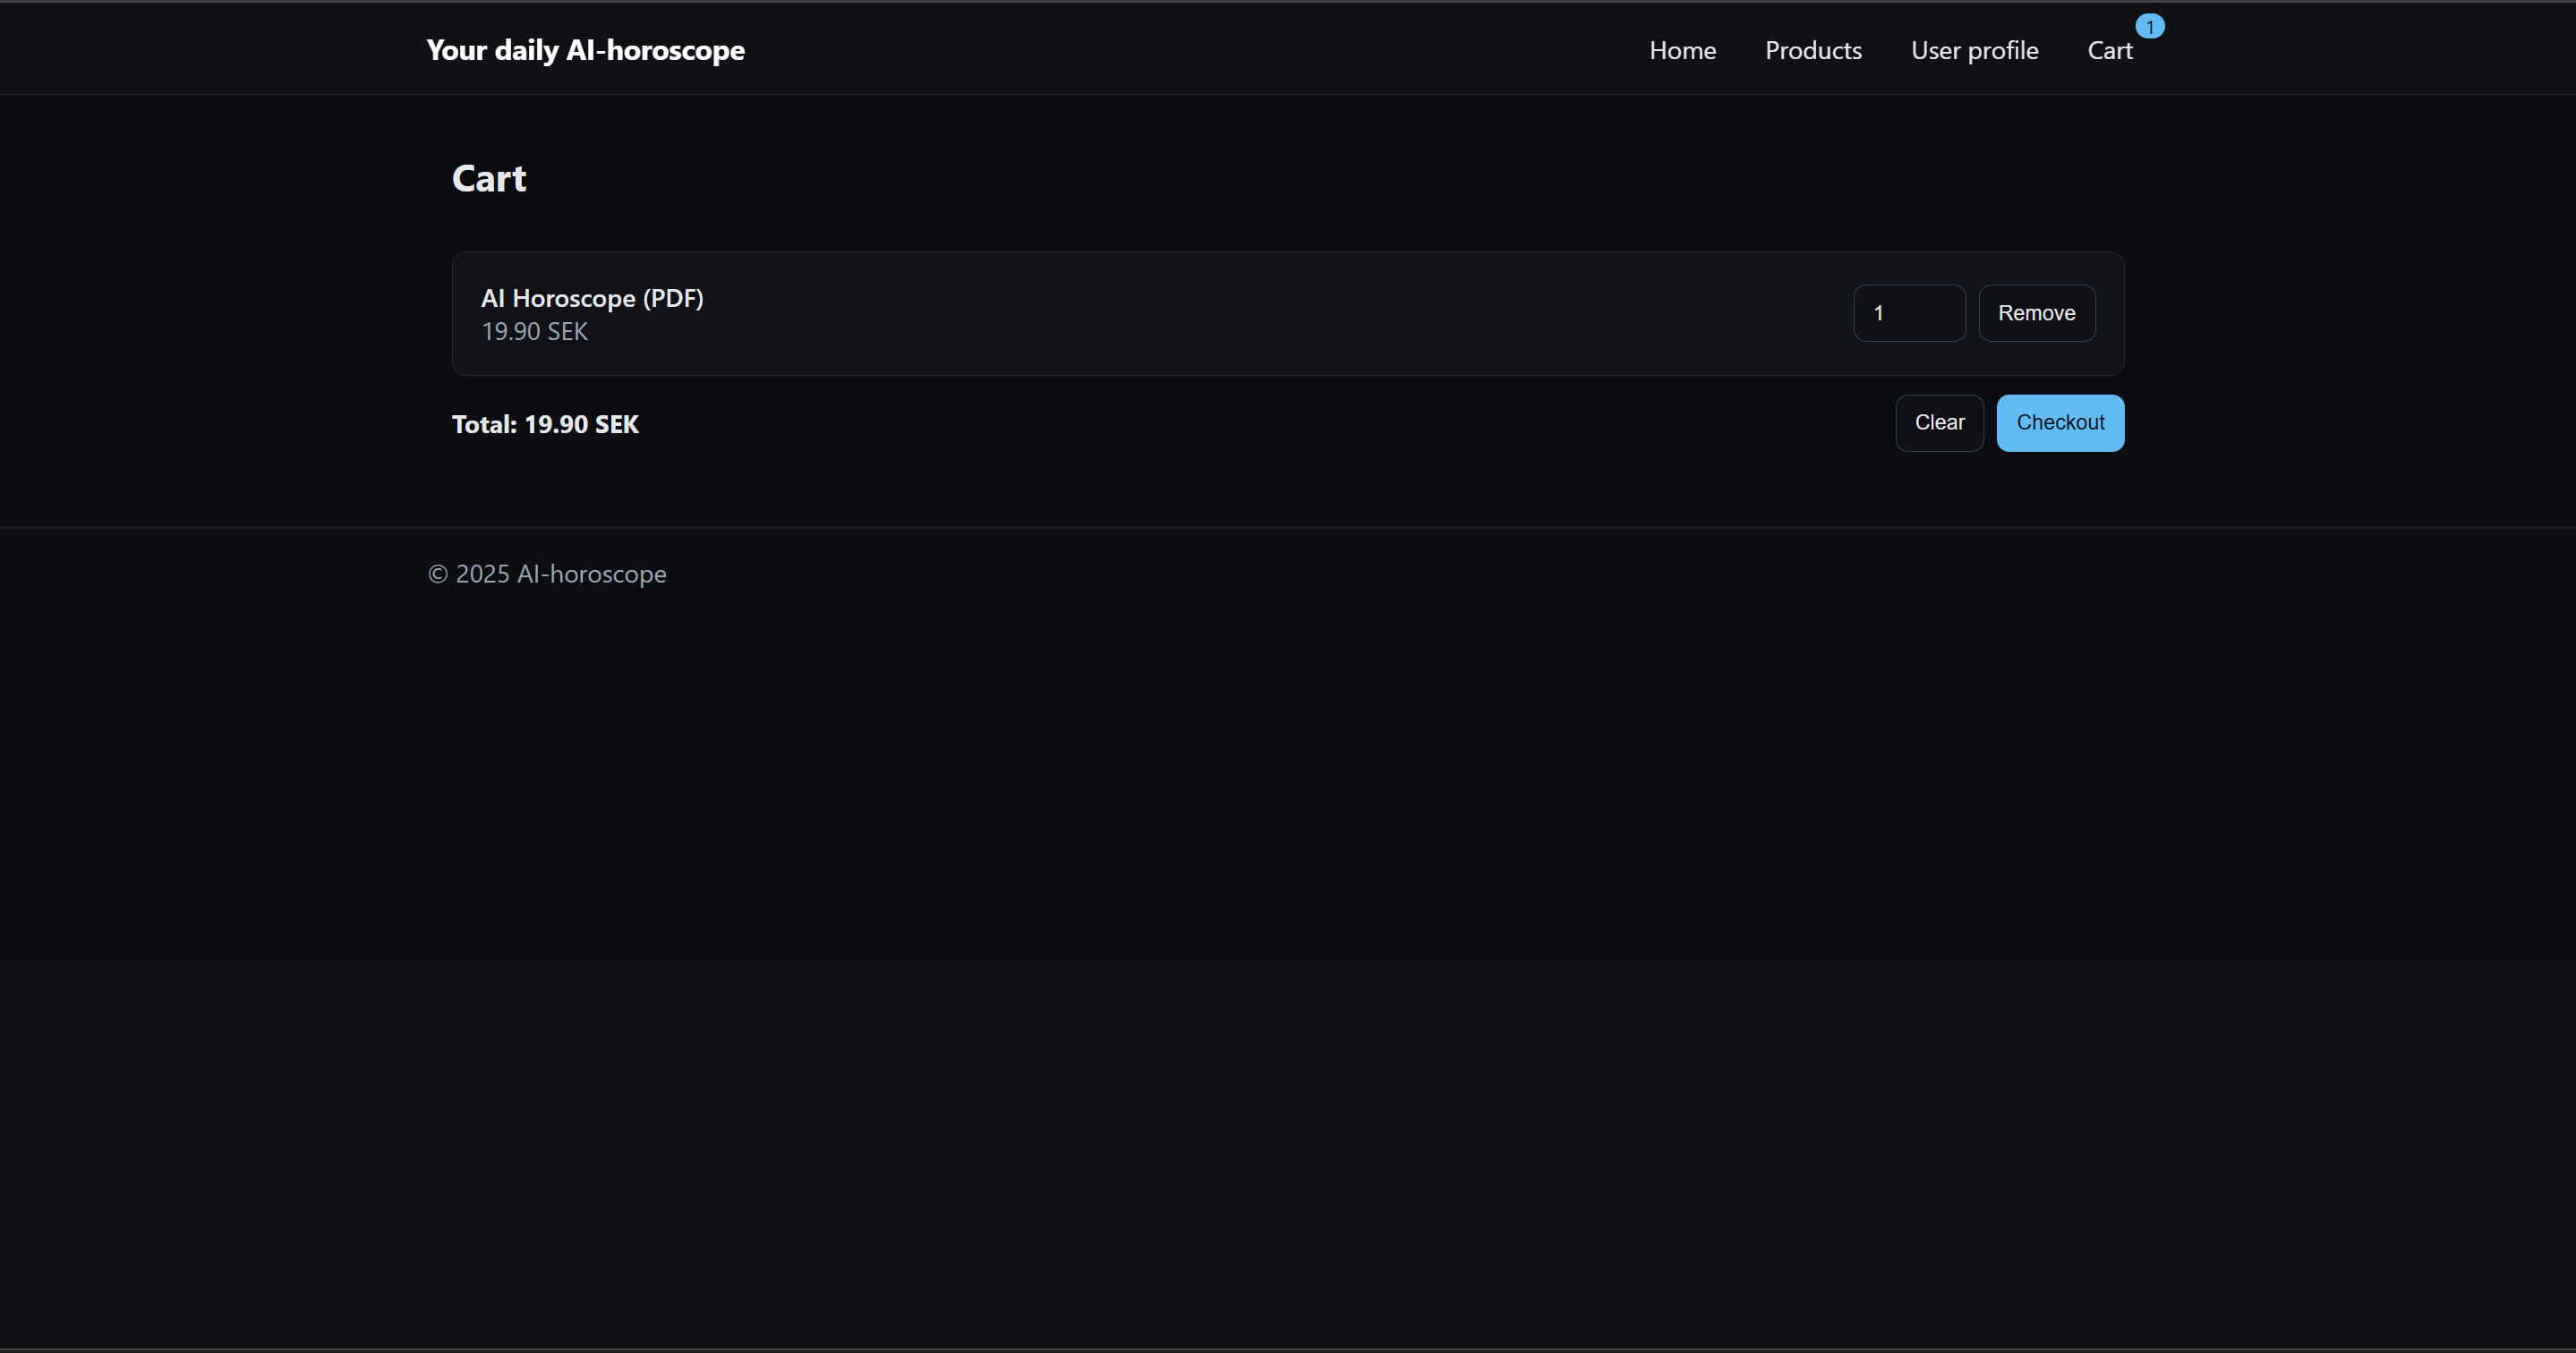 Your daily AI-horoscope
Home Products User profile Cart 1
Cart
AI Horoscope (PDF)
19.90 SEK
1 Remove
Total: 19.90 SEK
Clear Checkout
© 2025 AI-horoscope